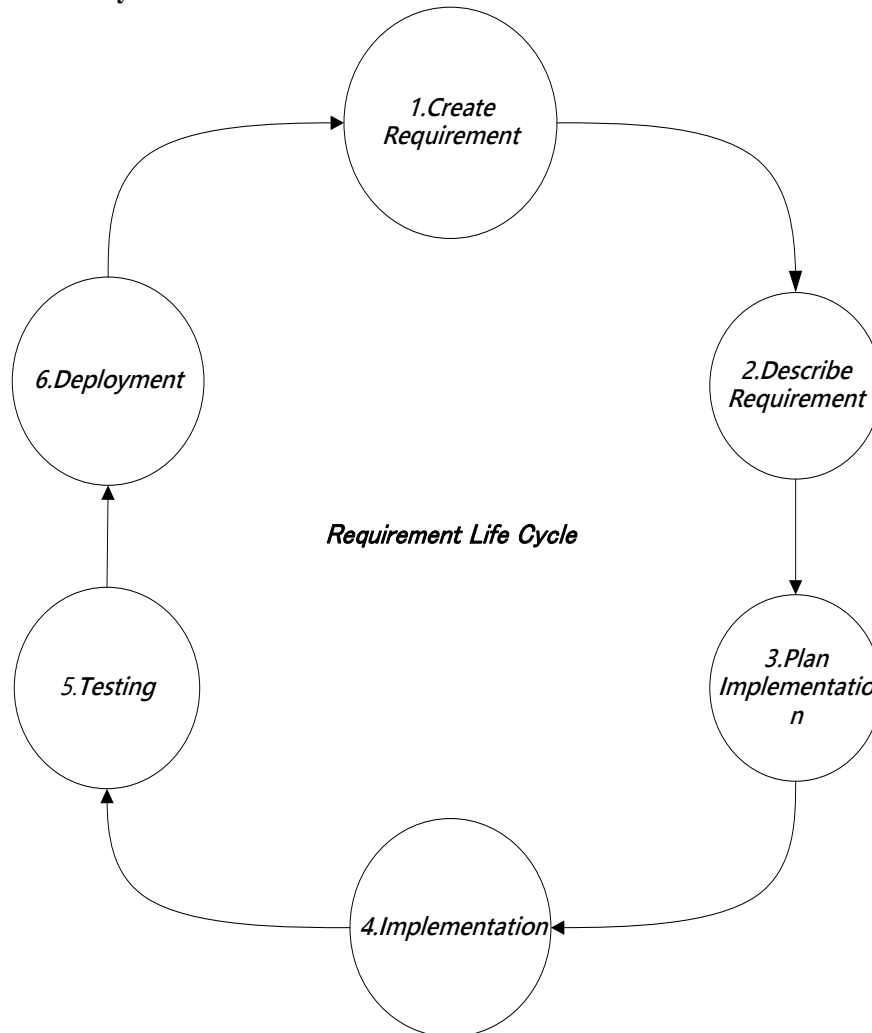 1.Create
Requirement
2.Describe
Requirement
3.Plan
Implementatio
n
4.Implementation
5.Testing
6.Deployment
Requirement Life Cycle